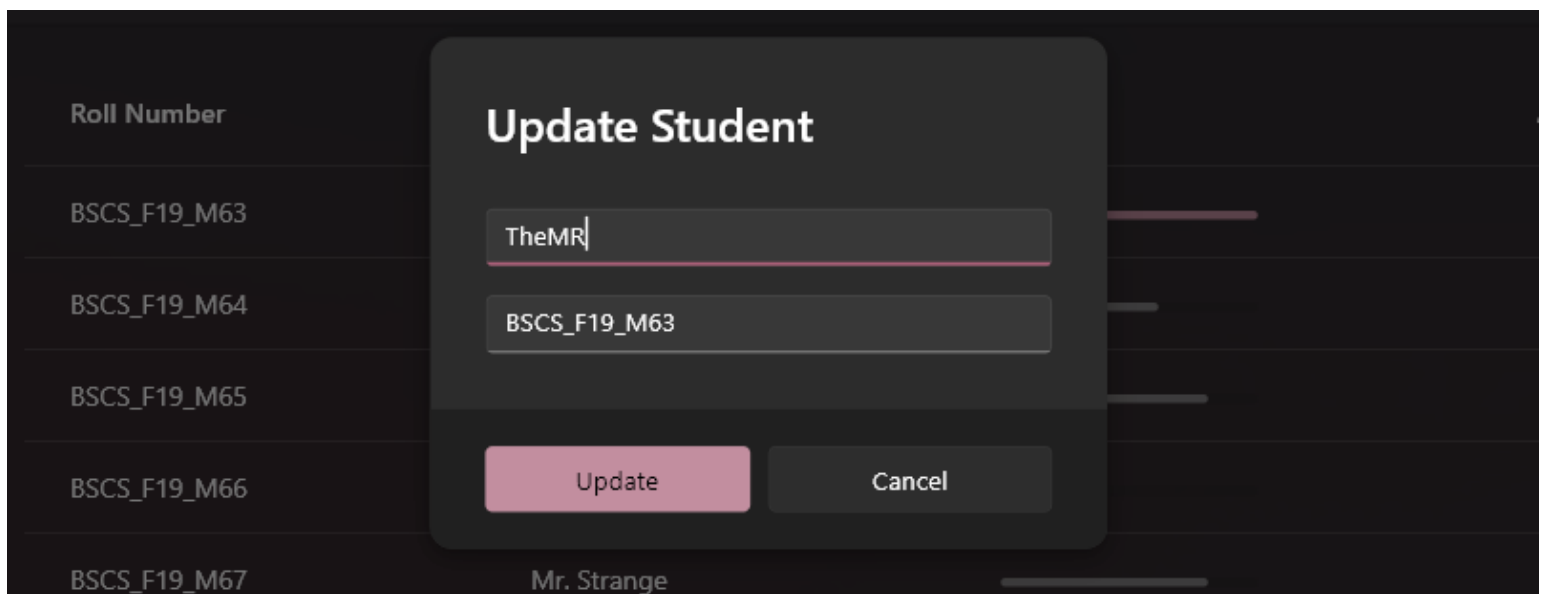 Roll Number
Update Student
BSCS_F19_M63
TheMR
BSCS_F19_M64
BSCS_F19_M63
BSCS_F19_M65
BSCS_F19_M66
Update Cancel
BSCS_F19_M67 Mr. Strange